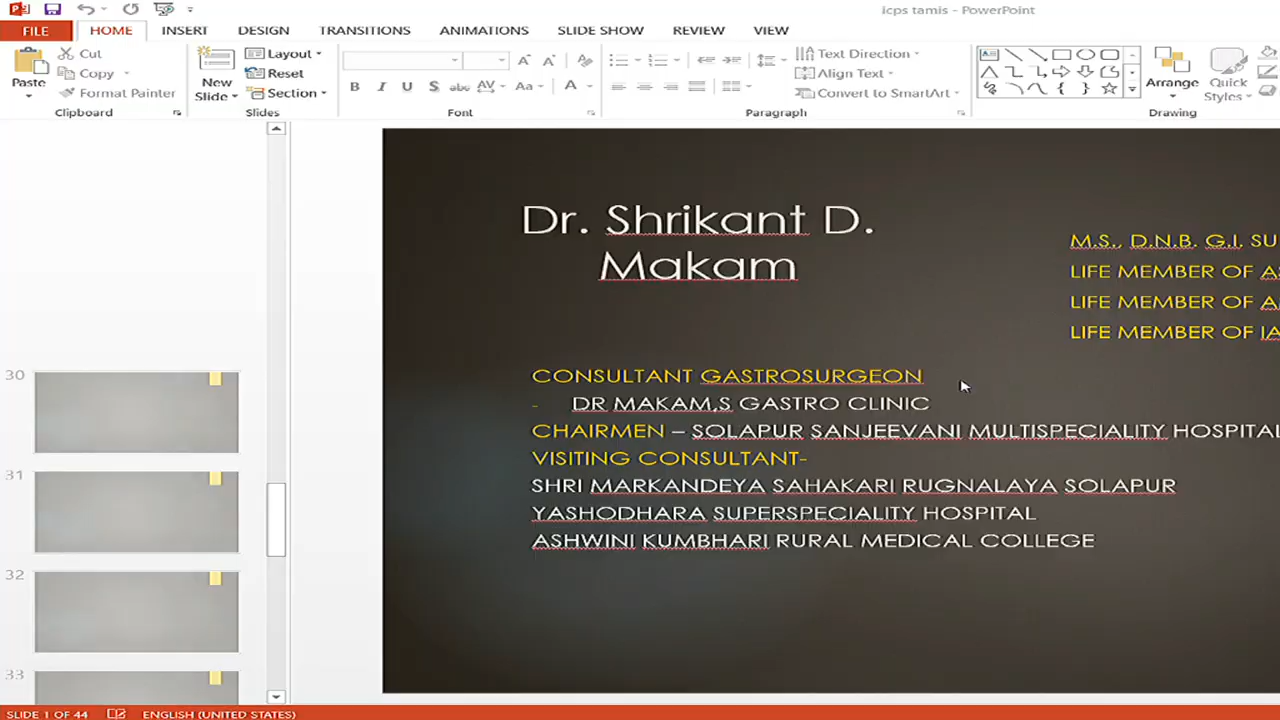 icps tamis - PowerPoint
FILE HOME INSERT DESIGN TRANSITIONS ANIMATIONS SLIDE SHOW REVIEW VIEW
Paste
Cut
Copy
Format Painter
Clipboard
New Slide
Layout
Reset
Section
Slides
B I U S abc AV Aa A
Font
Text Direction
Align Text
Convert to SmartArt
Paragraph
Arrange
Quick Styles
Drawing
30
31
32
33
Dr. Shrikant D.
Makam
M.S., D.N.B. G.I. SU
LIFE MEMBER OF A
LIFE MEMBER OF A
LIFE MEMBER OF IA
CONSULTANT GASTROSURGEON
- DR MAKAM,S GASTRO CLINIC
CHAIRMEN – SOLAPUR SANJEEVANI MULTISPECIALITY HOSPITAL
VISITING CONSULTANT-
SHRI MARKANDEYA SAHAKARI RUGNALAYA SOLAPUR
YASHODHARA SUPERSPECIALITY HOSPITAL
ASHWINI KUMBHARI RURAL MEDICAL COLLEGE
SLIDE 1 OF 44 ENGLISH (UNITED STATES)